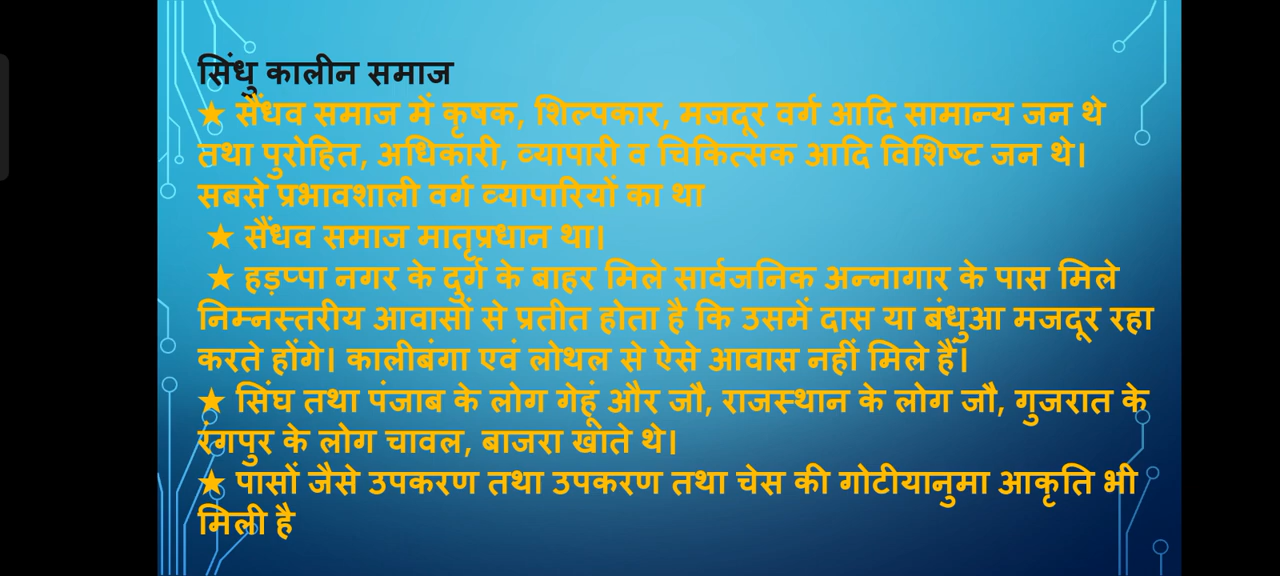 सिंधु कालीन समाज
★ सैंधव समाज में कृषक, शिल्पकार, मजदूर वर्ग आदि सामान्य जन थे
तथा पुरोहित, अधिकारी, व्यापारी व चिकित्सक आदि विशिष्ट जन थे।
सबसे प्रभावशाली वर्ग व्यापारियों का था
★ सैंधव समाज मातृप्रधान था।
★ हड़प्पा नगर के दुर्ग के बाहर मिले सार्वजनिक अन्नागार के पास मिले
निम्नस्तरीय आवासों से प्रतीत होता है कि उसमें दास या बंधुआ मजदूर रहा
करते होंगे। कालीबंगा एवं लोथल से ऐसे आवास नहीं मिले हैं।
★ सिंघ तथा पंजाब के लोग गेहूं और जौ, राजस्थान के लोग जौ, गुजरात के
रंगपुर के लोग चावल, बाजरा खाते थे।
★ पासों जैसे उपकरण तथा उपकरण तथा चेस की गोटीयानुमा आकृति भी
मिली है